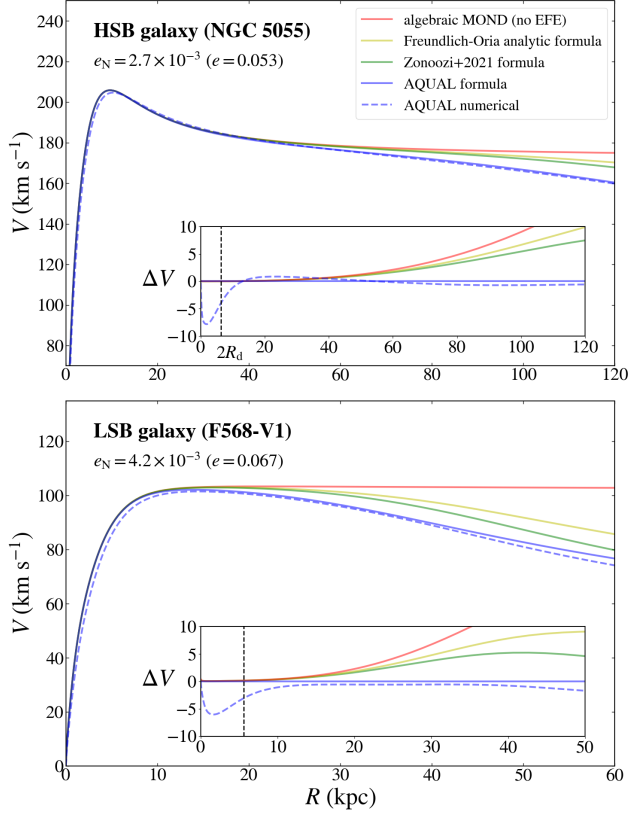 HSB galaxy (NGC 5055)
e_N = 2.7 × 10⁻³ (e = 0.053)
algebraic MOND (no EFE)
Freundlich-Oria analytic formula
Zonoozi+2021 formula
AQUAL formula
AQUAL numerical
V (km s⁻¹)
240
220
200
180
160
140
120
100
80
0 20 40 60 80 100 120
ΔV
10
5
0
−5
−10
0 20 40 60 80 100 120
2R_d
LSB galaxy (F568-V1)
e_N = 4.2 × 10⁻³ (e = 0.067)
V (km s⁻¹)
120
100
80
60
40
20
0
0 10 20 30 40 50 60
ΔV
10
5
0
−5
−10
0 10 20 30 40 50
R (kpc)